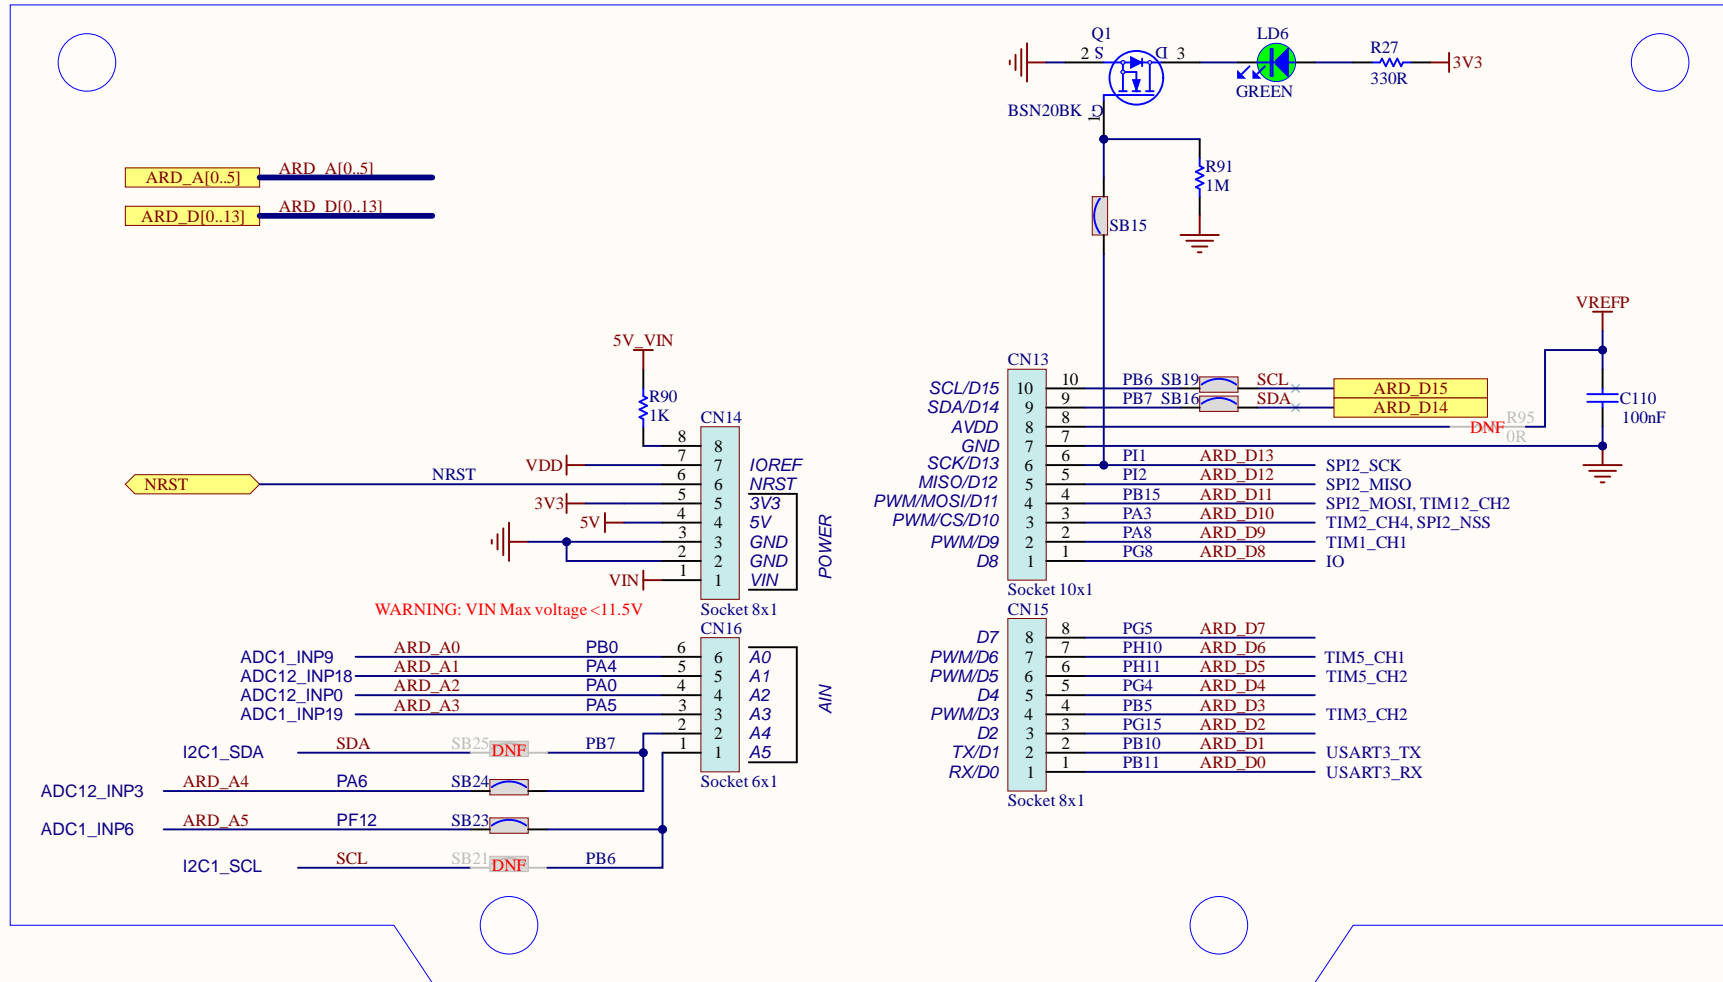 Q1
2 S D 3
LD6
GREEN
R27
330R
3V3
BSN20BK
G
1
R91
1M
SB15
ARD_A[0..5] ARD_A[0..5]
ARD_D[0..13] ARD_D[0..13]
5V_VIN
R90
1K
CN14
8 8
VDD 7 7 IOREF
NRST NRST 6 6 NRST
3V3 5 5 3V3
5V 4 4 5V
3 3 GND
2 2 GND
VIN 1 1 VIN
POWER
WARNING: VIN Max voltage <11.5V
Socket 8x1
CN16
ADC1_INP9 ARD_A0 PB0 6 6 A0
ADC12_INP18 ARD_A1 PA4 5 5 A1
ADC12_INP0 ARD_A2 PA0 4 4 A2
ADC1_INP19 ARD_A3 PA5 3 3 A3
2 2 A4
1 1 A5
AIN
Socket 6x1
I2C1_SDA SDA SB25 DNF PB7
ADC12_INP3 ARD_A4 PA6 SB24
ADC1_INP6 ARD_A5 PF12 SB23
I2C1_SCL SCL SB21 DNF PB6
VREFP
C110
100nF
CN13
SCL/D15 10 10 PB6 SB19 SCL ARD_D15
SDA/D14 9 9 PB7 SB16 SDA ARD_D14
AVDD 8 8 DNF R95
0R
GND 7 7
SCK/D13 6 6 PI1 ARD_D13 SPI2_SCK
MISO/D12 5 5 PI2 ARD_D12 SPI2_MISO
PWM/MOSI/D11 4 4 PB15 ARD_D11 SPI2_MOSI, TIM12_CH2
PWM/CS/D10 3 3 PA3 ARD_D10 TIM2_CH4, SPI2_NSS
PWM/D9 2 2 PA8 ARD_D9 TIM1_CH1
D8 1 1 PG8 ARD_D8 IO
Socket 10x1
CN15
D7 8 8 PG5 ARD_D7
PWM/D6 7 7 PH10 ARD_D6 TIM5_CH1
PWM/D5 6 6 PH11 ARD_D5 TIM5_CH2
D4 5 5 PG4 ARD_D4
PWM/D3 4 4 PB5 ARD_D3 TIM3_CH2
D2 3 3 PG15 ARD_D2
TX/D1 2 2 PB10 ARD_D1 USART3_TX
RX/D0 1 1 PB11 ARD_D0 USART3_RX
Socket 8x1